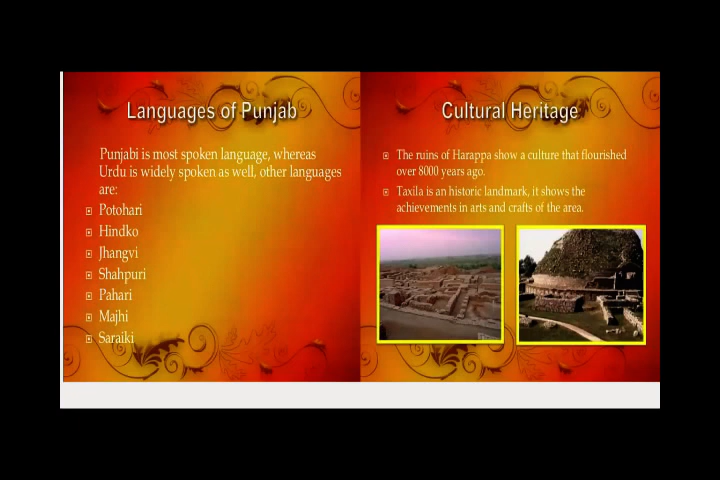 Languages of Punjab
Punjabi is most spoken language, whereas
Urdu is widely spoken as well, other languages
are:
Potohari
Hindko
Jhangvi
Shahpuri
Pahari
Majhi
Saraiki
Cultural Heritage
The ruins of Harappa show a culture that flourished
over 8000 years ago.
Taxila is an historic landmark, it shows the
achievements in arts and crafts of the area.